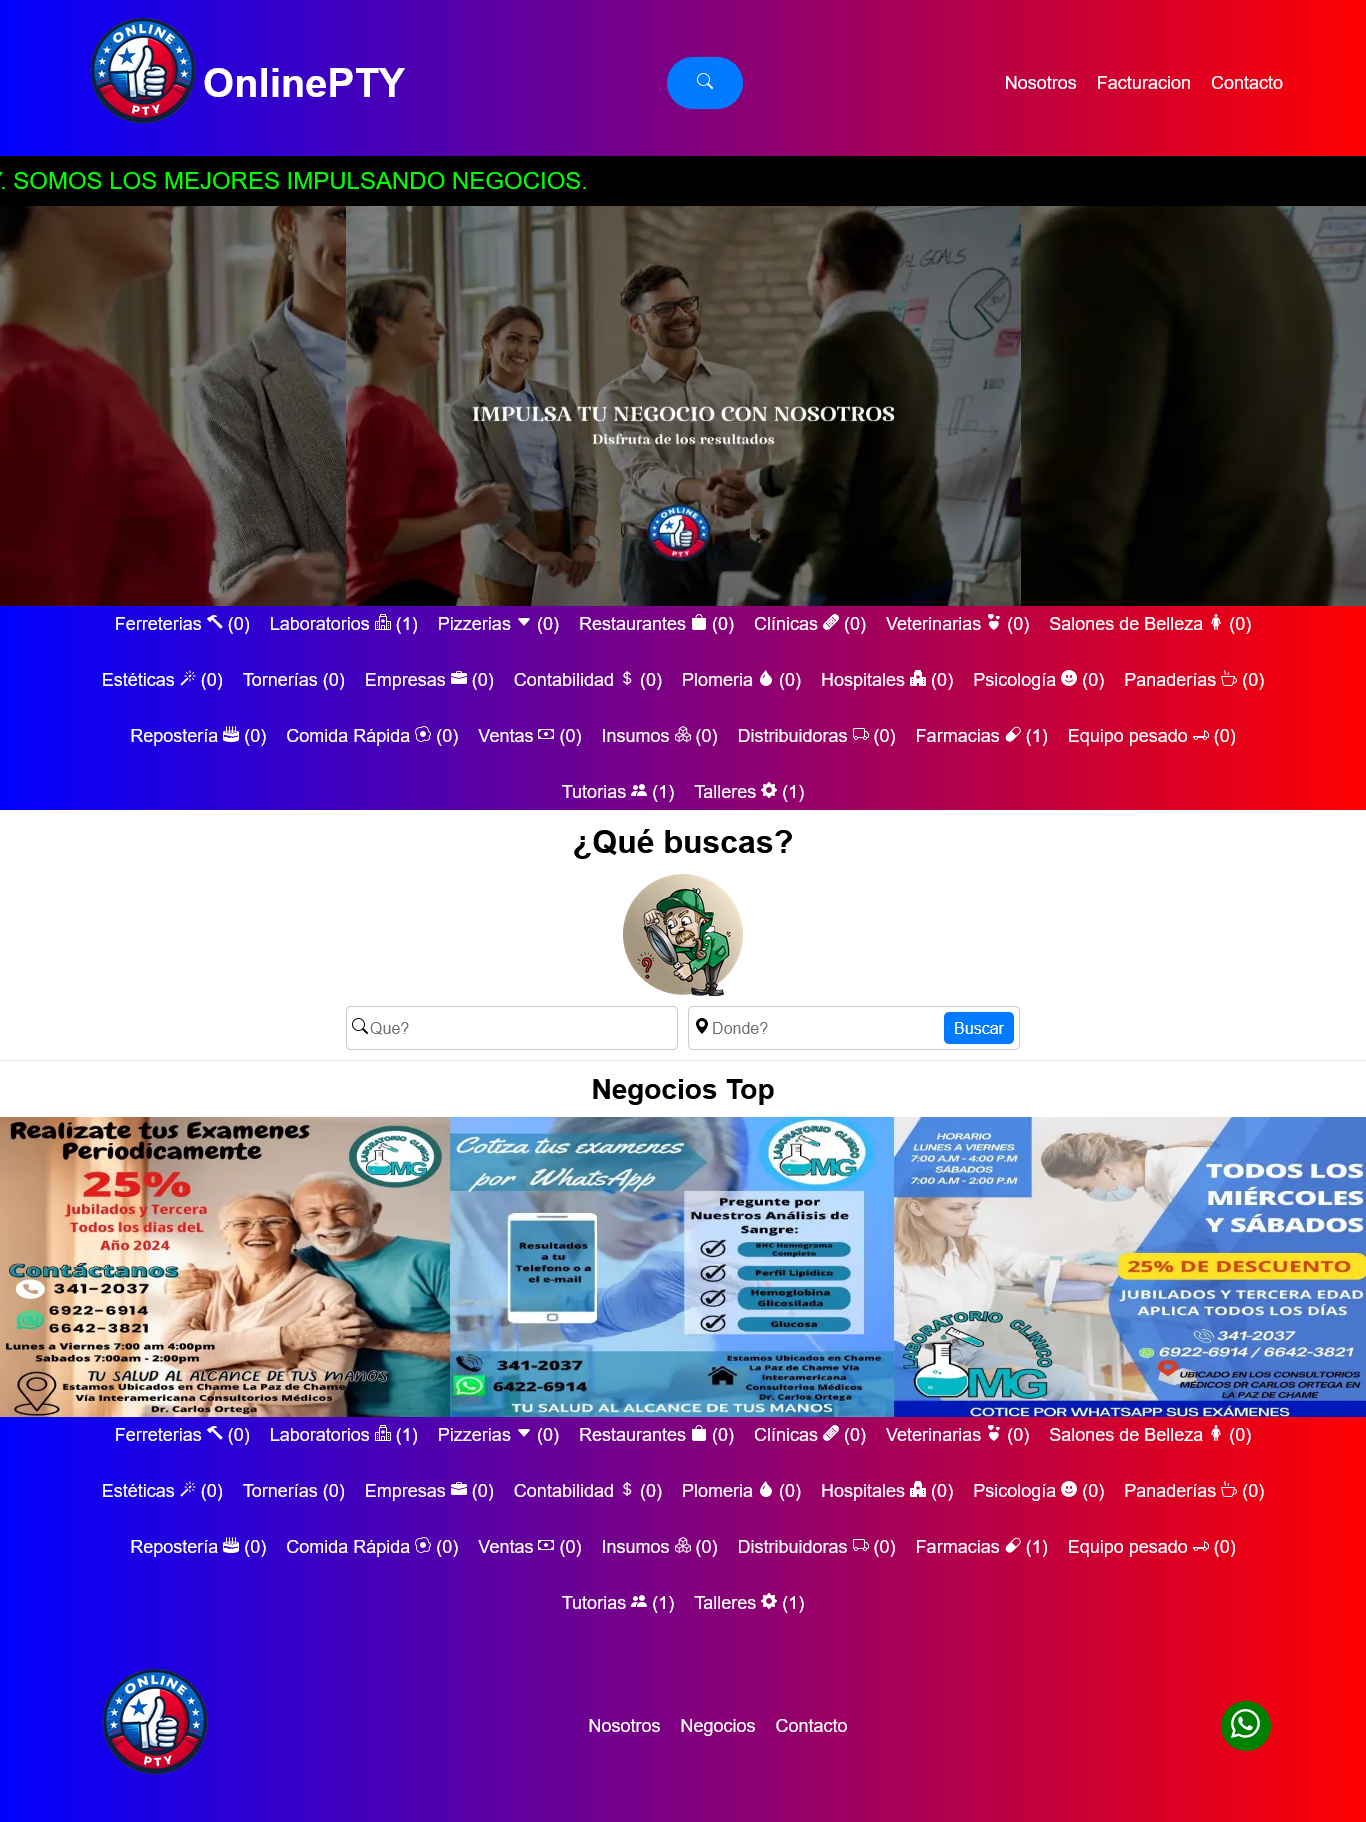 ONLINE
PTY
OnlinePTY
Nosotros Facturacion Contacto
. SOMOS LOS MEJORES IMPULSANDO NEGOCIOS.
IMPULSA TU NEGOCIO CON NOSOTROS
Disfruta de los resultados
ONLINE
PTY
Ferreterias (0) Laboratorios (1) Pizzerias (0) Restaurantes (0) Clínicas (0) Veterinarias (0) Salones de Belleza (0)
Estéticas (0) Tornerías (0) Empresas (0) Contabilidad (0) Plomeria (0) Hospitales (0) Psicología (0) Panaderías (0)
Repostería (0) Comida Rápida (0) Ventas (0) Insumos (0) Distribuidoras (0) Farmacias (1) Equipo pesado (0)
Tutorias (1) Talleres (1)
¿Qué buscas?
?
Que?
Donde? Buscar
Negocios Top
Realizate tus Examenes
Periodicamente
25%
Jubilados y Tercera
Todos los dias deL
Año 2024
Contáctanos
341-2037
6922-6914
6642-3821
Lunes a Viernes 7:00 am 4:00pm
Sabados 7:00am - 2:00pm
TU SALUD AL ALCANCE DE TUS MANOS
Estamos Ubicados en Chame La Paz de Chame
Vía Interamericana Consultorios Médicos
Dr. Carlos Ortega
LABORATORIO CLINICO
OMG
Cotiza tus examenes
por WhatsApp
LABORATORIO CLINICO
OMG
Pregunte por
Nuestros Análisis de
Sangre:
BHC Hemograma
Completo
Perfil Lipídico
Hemoglobina
Glicosilada
Glucosa
Resultados
a tu
Telefono o a
el e-mail
341-2037
6422-6914
Estamos Ubicados en Chame
La Paz de Chame Vía
Interamericana
Consultorios Médicos
Dr. Carlos Ortega
TU SALUD AL ALCANCE DE TUS MANOS
HORARIO
LUNES A VIERNES
7:00 A.M - 4:00 P.M
SÁBADOS
7:00 A.M - 2:00 P.M
TODOS LOS
MIÉRCOLES
Y SÁBADOS
25% DE DESCUENTO
JUBILADOS Y TERCERA EDAD
APLICA TODOS LOS DÍAS
341-2037
6922-6914 / 6642-3821
UBICADO EN LOS CONSULTORIOS
MÉDICOS DR CARLOS ORTEGA EN
LA PAZ DE CHAME
LABORATORIO CLINICO
OMG
COTICE POR WHATSAPP SUS EXÁMENES
Ferreterias (0) Laboratorios (1) Pizzerias (0) Restaurantes (0) Clínicas (0) Veterinarias (0) Salones de Belleza (0)
Estéticas (0) Tornerías (0) Empresas (0) Contabilidad (0) Plomeria (0) Hospitales (0) Psicología (0) Panaderías (0)
Repostería (0) Comida Rápida (0) Ventas (0) Insumos (0) Distribuidoras (0) Farmacias (1) Equipo pesado (0)
Tutorias (1) Talleres (1)
ONLINE
PTY
Nosotros Negocios Contacto